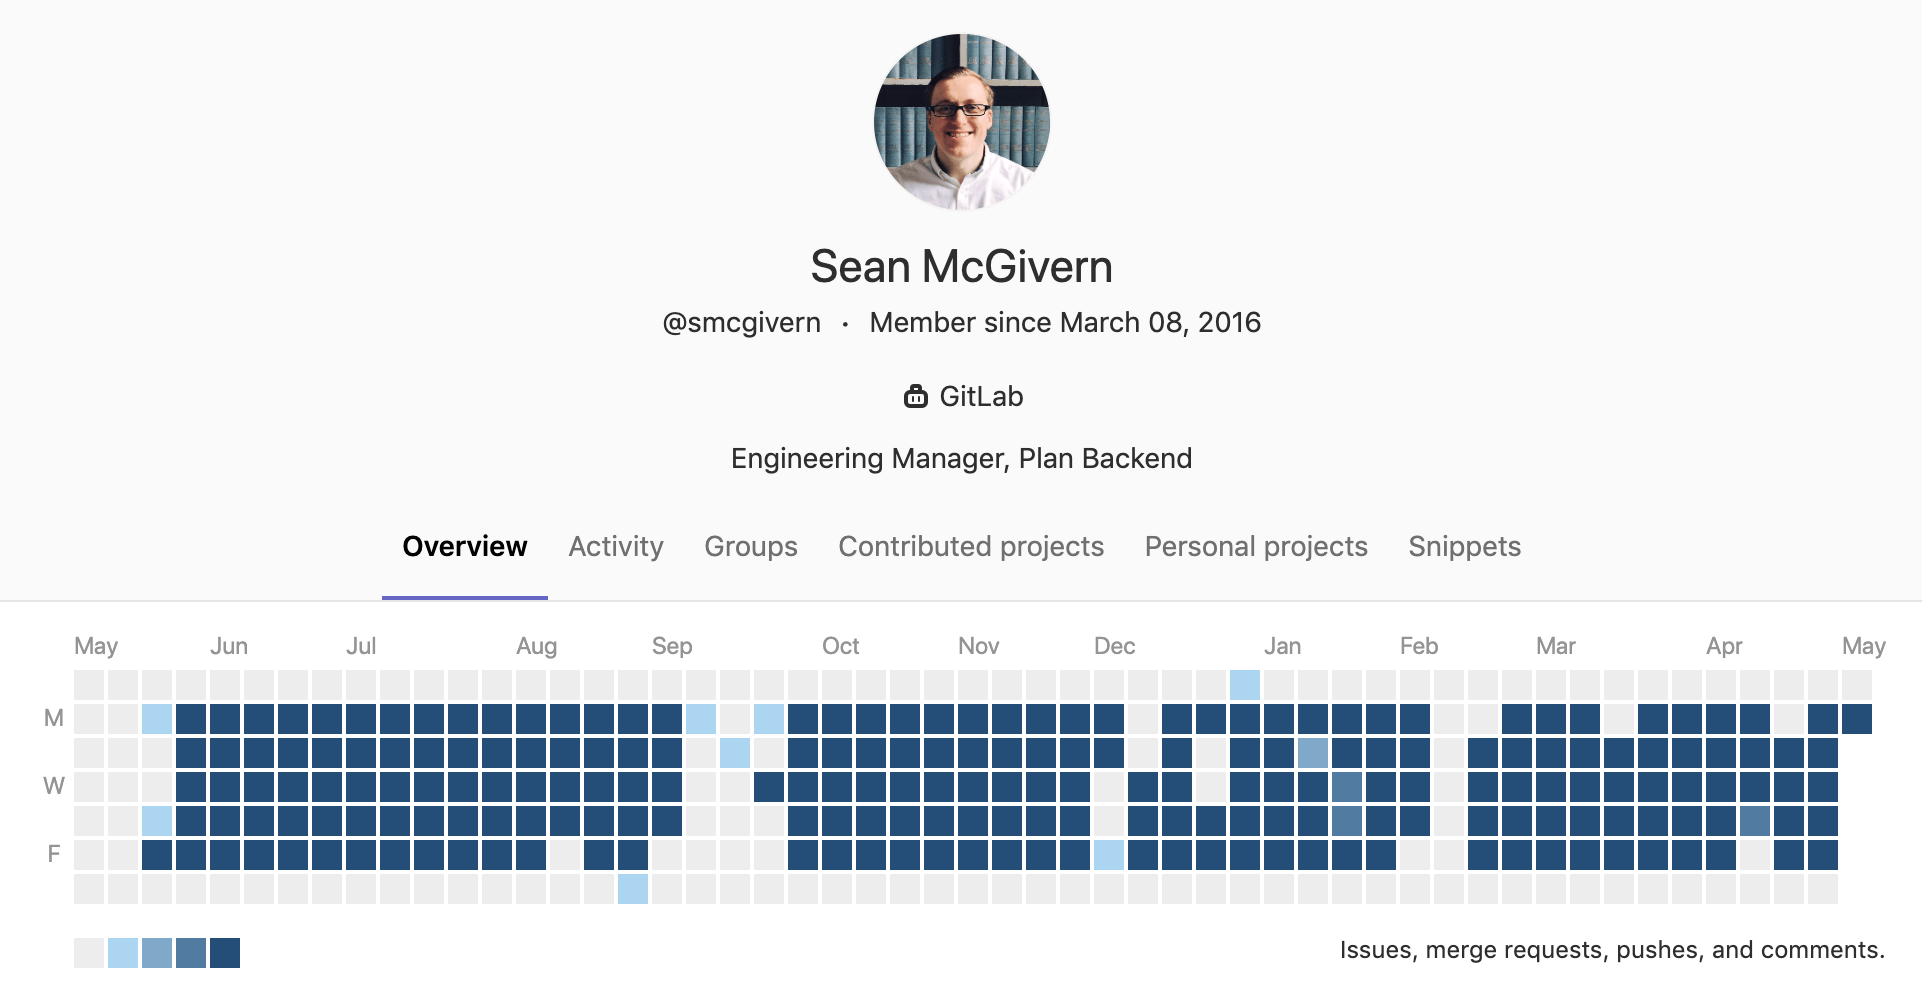 Sean McGivern
@smcgivern · Member since March 08, 2016
GitLab
Engineering Manager, Plan Backend
Overview Activity Groups Contributed projects Personal projects Snippets
May Jun Jul Aug Sep Oct Nov Dec Jan Feb Mar Apr May
M
W
F
Issues, merge requests, pushes, and comments.